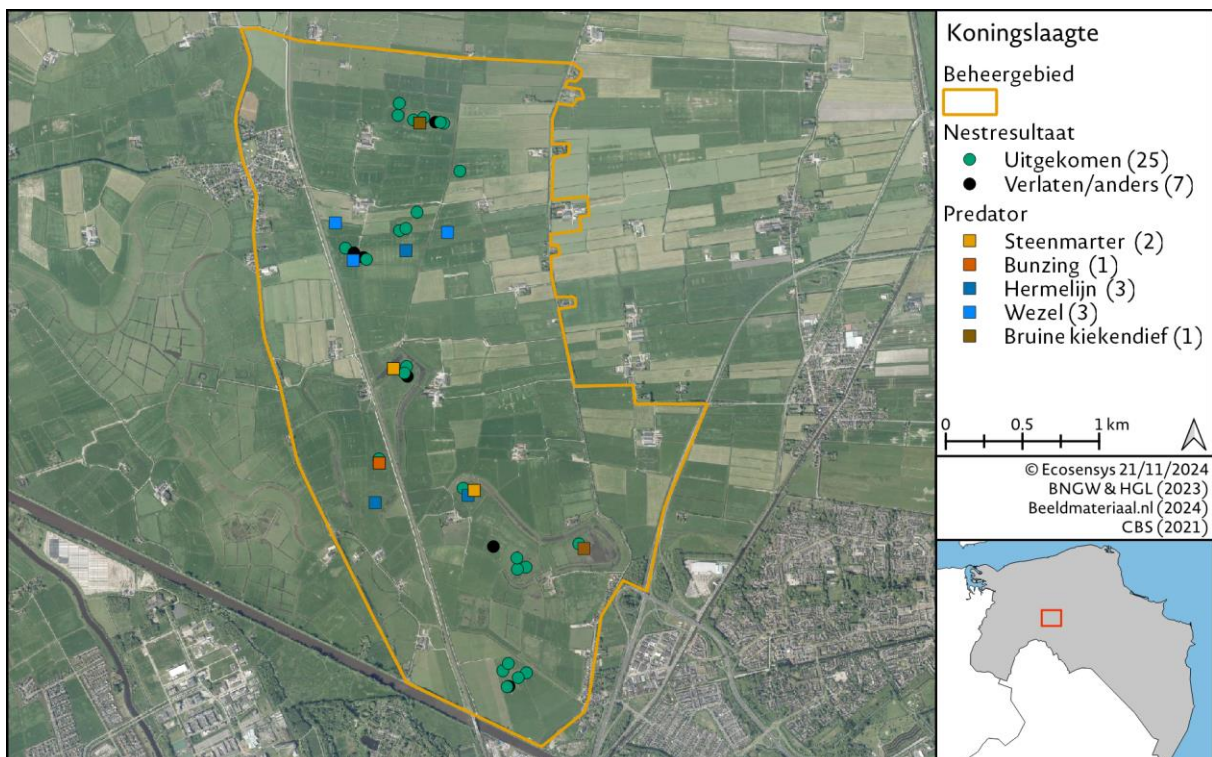 Koningslaagte
Beheergebied
Nestresultaat
Uitgekomen (25)
Verlaten/anders (7)
Predator
Steenmarter (2)
Bunzing (1)
Hermelijn (3)
Wezel (3)
Bruine kiekendief (1)
0 0.5 1 km
© Ecosensys 21/11/2024
BNGW & HGL (2023)
Beeldmateriaal.nl (2024)
CBS (2021)